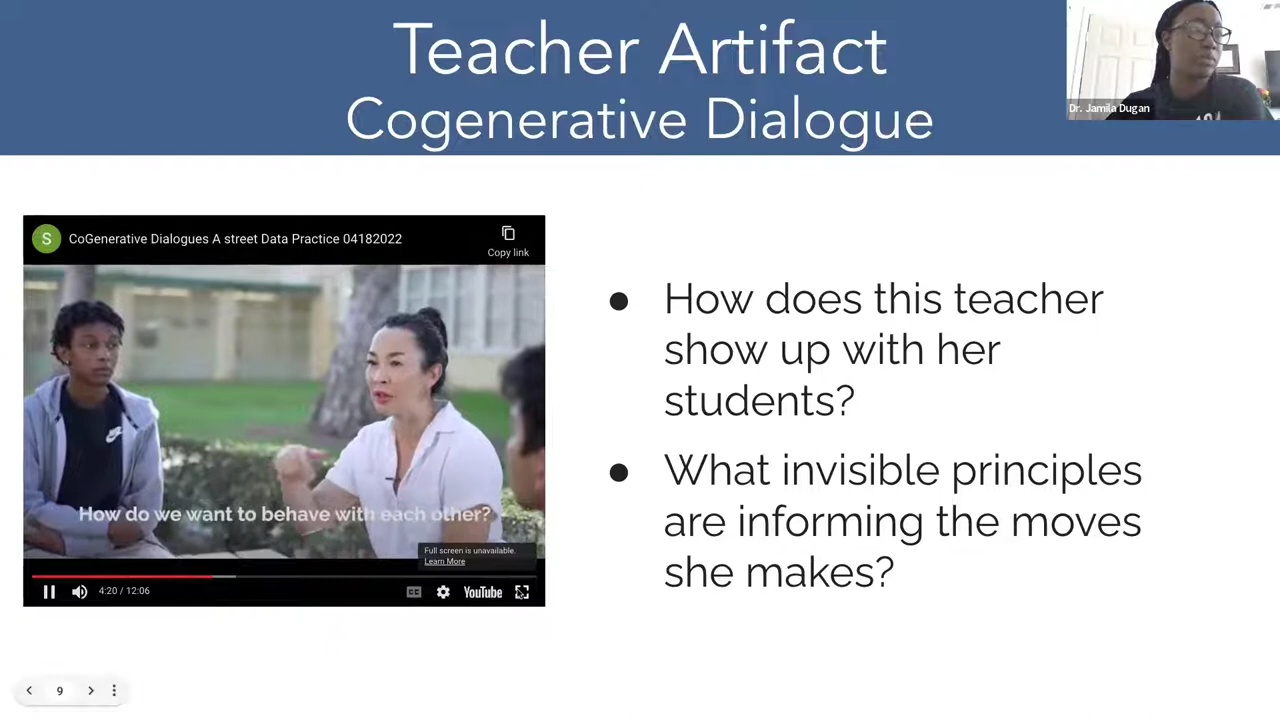 Teacher Artifact
Cogenerative Dialogue
Dr. Jamila Dugan
S
CoGenerative Dialogues A street Data Practice 04182022
Copy link
How do we want to behave with each other?
Full screen is unavailable.
Learn More
4:20 / 12:06
CC
YouTube
● How does this teacher
show up with her
students?
● What invisible principles
are informing the moves
she makes?
9